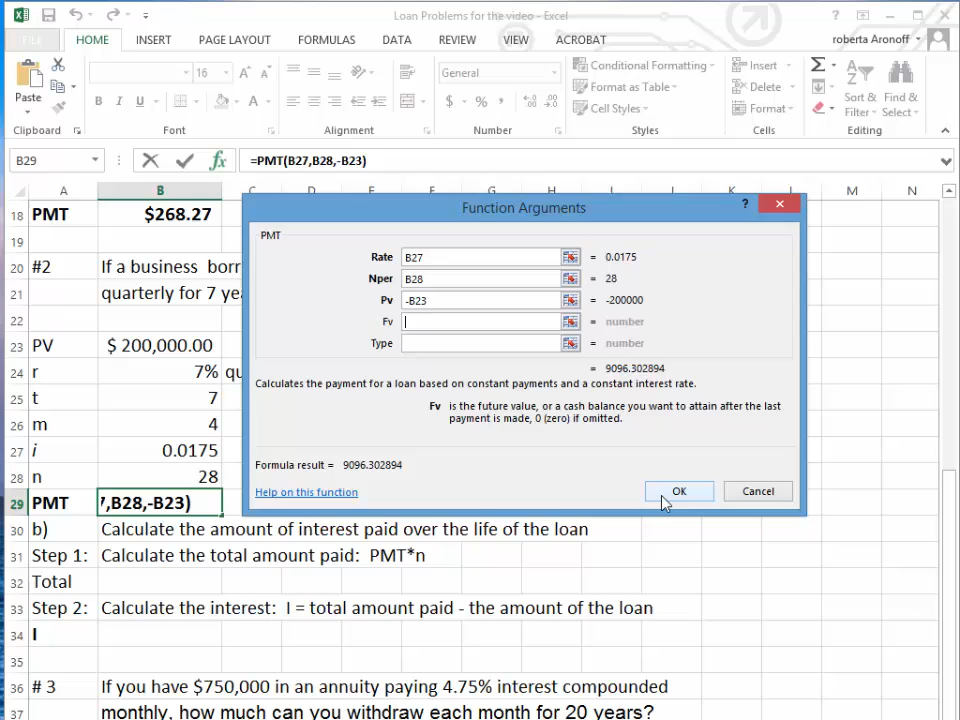 Loan Problems for the video - Excel
FILE HOME INSERT PAGE LAYOUT FORMULAS DATA REVIEW VIEW ACROBAT roberta Aronoff
Paste
16 A A
B I U A
General
$ % ,
Conditional Formatting
Format as Table
Cell Styles
Insert
Delete
Format
Σ
Sort & Filter
Find & Select
Clipboard Font Alignment Number Styles Cells Editing
B29 fx =PMT(B27,B28,-B23)
A B C D E F G H I J K L M N
18 PMT $268.27
19
20 #2 If a business borr
21 quarterly for 7 yea
22
23 PV $ 200,000.00
24 r 7% qu
25 t 7
26 m 4
27 i 0.0175
28 n 28
29 PMT 7,B28,-B23)
30 b) Calculate the amount of interest paid over the life of the loan
31 Step 1: Calculate the total amount paid: PMT*n
32 Total
33 Step 2: Calculate the interest: I = total amount paid - the amount of the loan
34 I
35
36 # 3 If you have $750,000 in an annuity paying 4.75% interest compounded
37 monthly, how much can you withdraw each month for 20 years?
Function Arguments
PMT
Rate B27 = 0.0175
Nper B28 = 28
Pv -B23 = -200000
Fv = number
Type = number
= 9096.302894
Calculates the payment for a loan based on constant payments and a constant interest rate.
Fv is the future value, or a cash balance you want to attain after the last
payment is made, 0 (zero) if omitted.
Formula result = 9096.302894
Help on this function
OK Cancel